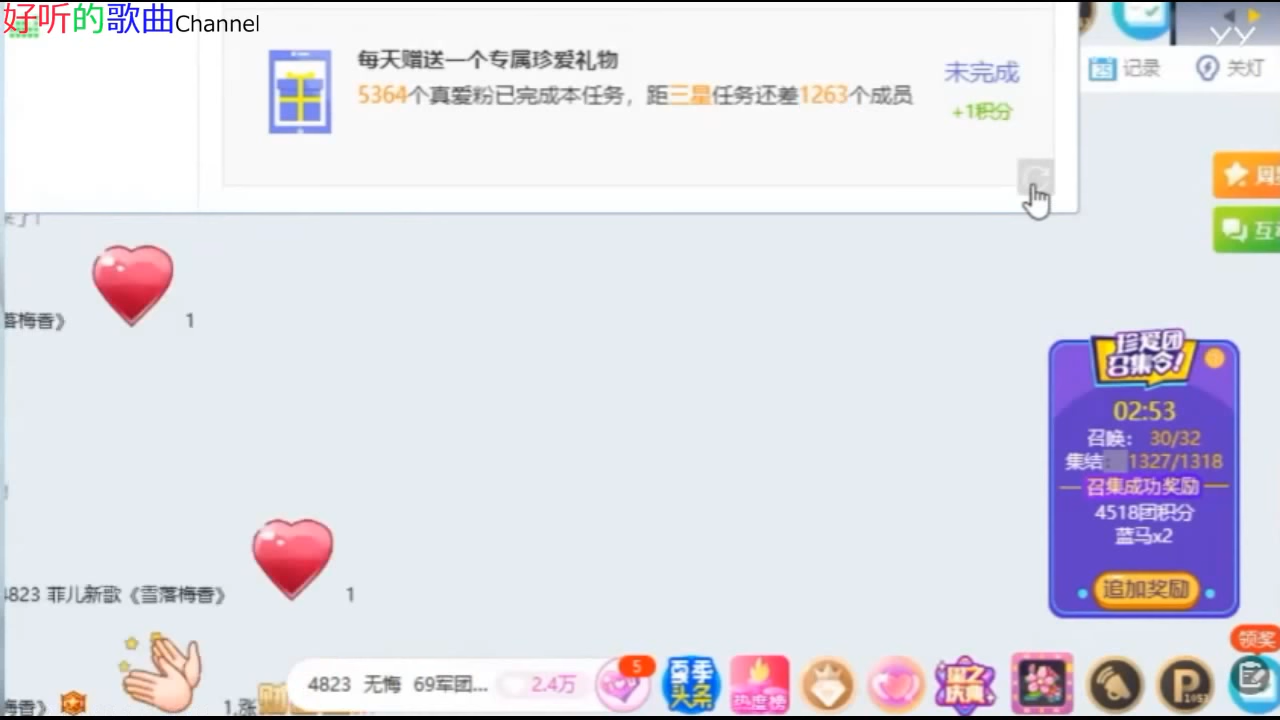 好听的歌曲Channel
每天赠送一个专属珍爱礼物
5364个真爱粉已完成本任务，距三星任务还差1263个成员
未完成
+1积分
YY
记录
关灯
互动
落梅香》
1
珍爱团
召集令!
02:53
召唤： 30/32
集结： 1327/1318
召集成功奖励
4518团积分
蓝马x2
追加奖励
4823 菲儿新歌《雪落梅香》
1
领奖
4823 无悔 69军团...
2.4万
5
夏季
头条
热度榜
梅香》
1,涨